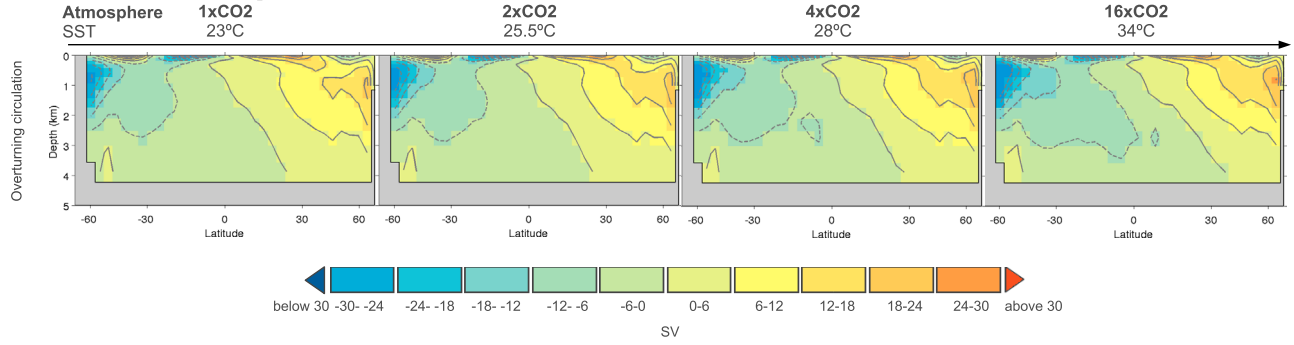 Atmosphere 1xCO2 2xCO2 4xCO2 16xCO2
SST 23ºC 25.5ºC 28ºC 34ºC
Overturning circulation
Depth (km)
0
1
2
3
4
5
-60 -30 0 30 60 -60 -30 0 30 60 -60 -30 0 30 60 -60 -30 0 30 60
Latitude Latitude Latitude Latitude
below 30 -30- -24 -24- -18 -18- -12 -12- -6 -6-0 0-6 6-12 12-18 18-24 24-30 above 30
SV